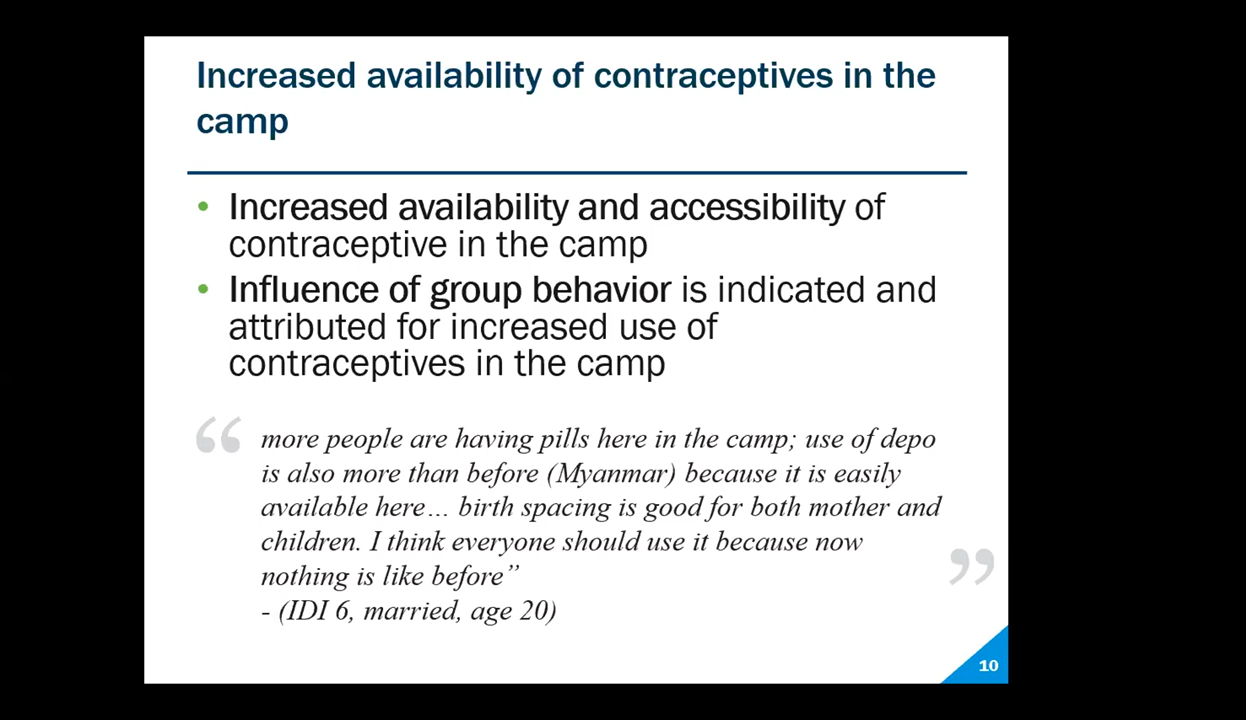 Increased availability of contraceptives in the
camp
• Increased availability and accessibility of
contraceptive in the camp
• Influence of group behavior is indicated and
attributed for increased use of
contraceptives in the camp
“ more people are having pills here in the camp; use of depo
is also more than before (Myanmar) because it is easily
available here… birth spacing is good for both mother and
children. I think everyone should use it because now
nothing is like before” ”
- (IDI 6, married, age 20)
10